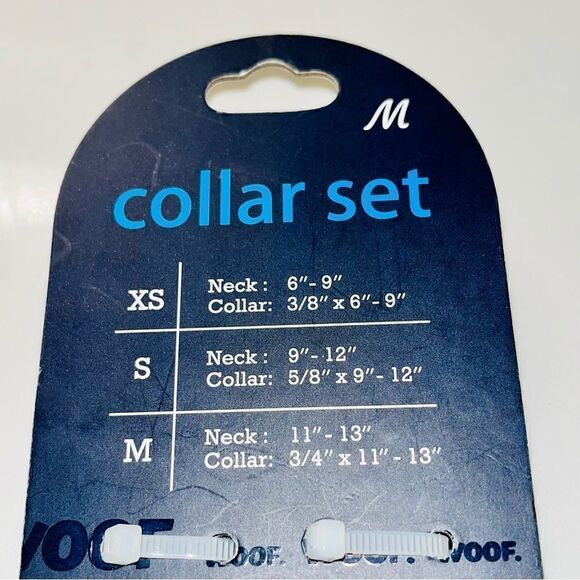 M
collar set
XS
Neck : 6"- 9"
Collar: 3/8" x 6"- 9"
S
Neck : 9"- 12"
Collar: 5/8" x 9"- 12"
M
Neck : 11"- 13"
Collar: 3/4" x 11"- 13"
WOOF.